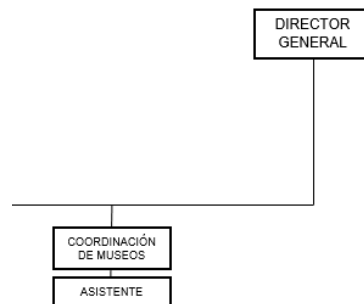 DIRECTOR
GENERAL
COORDINACIÓN
DE MUSEOS
ASISTENTE